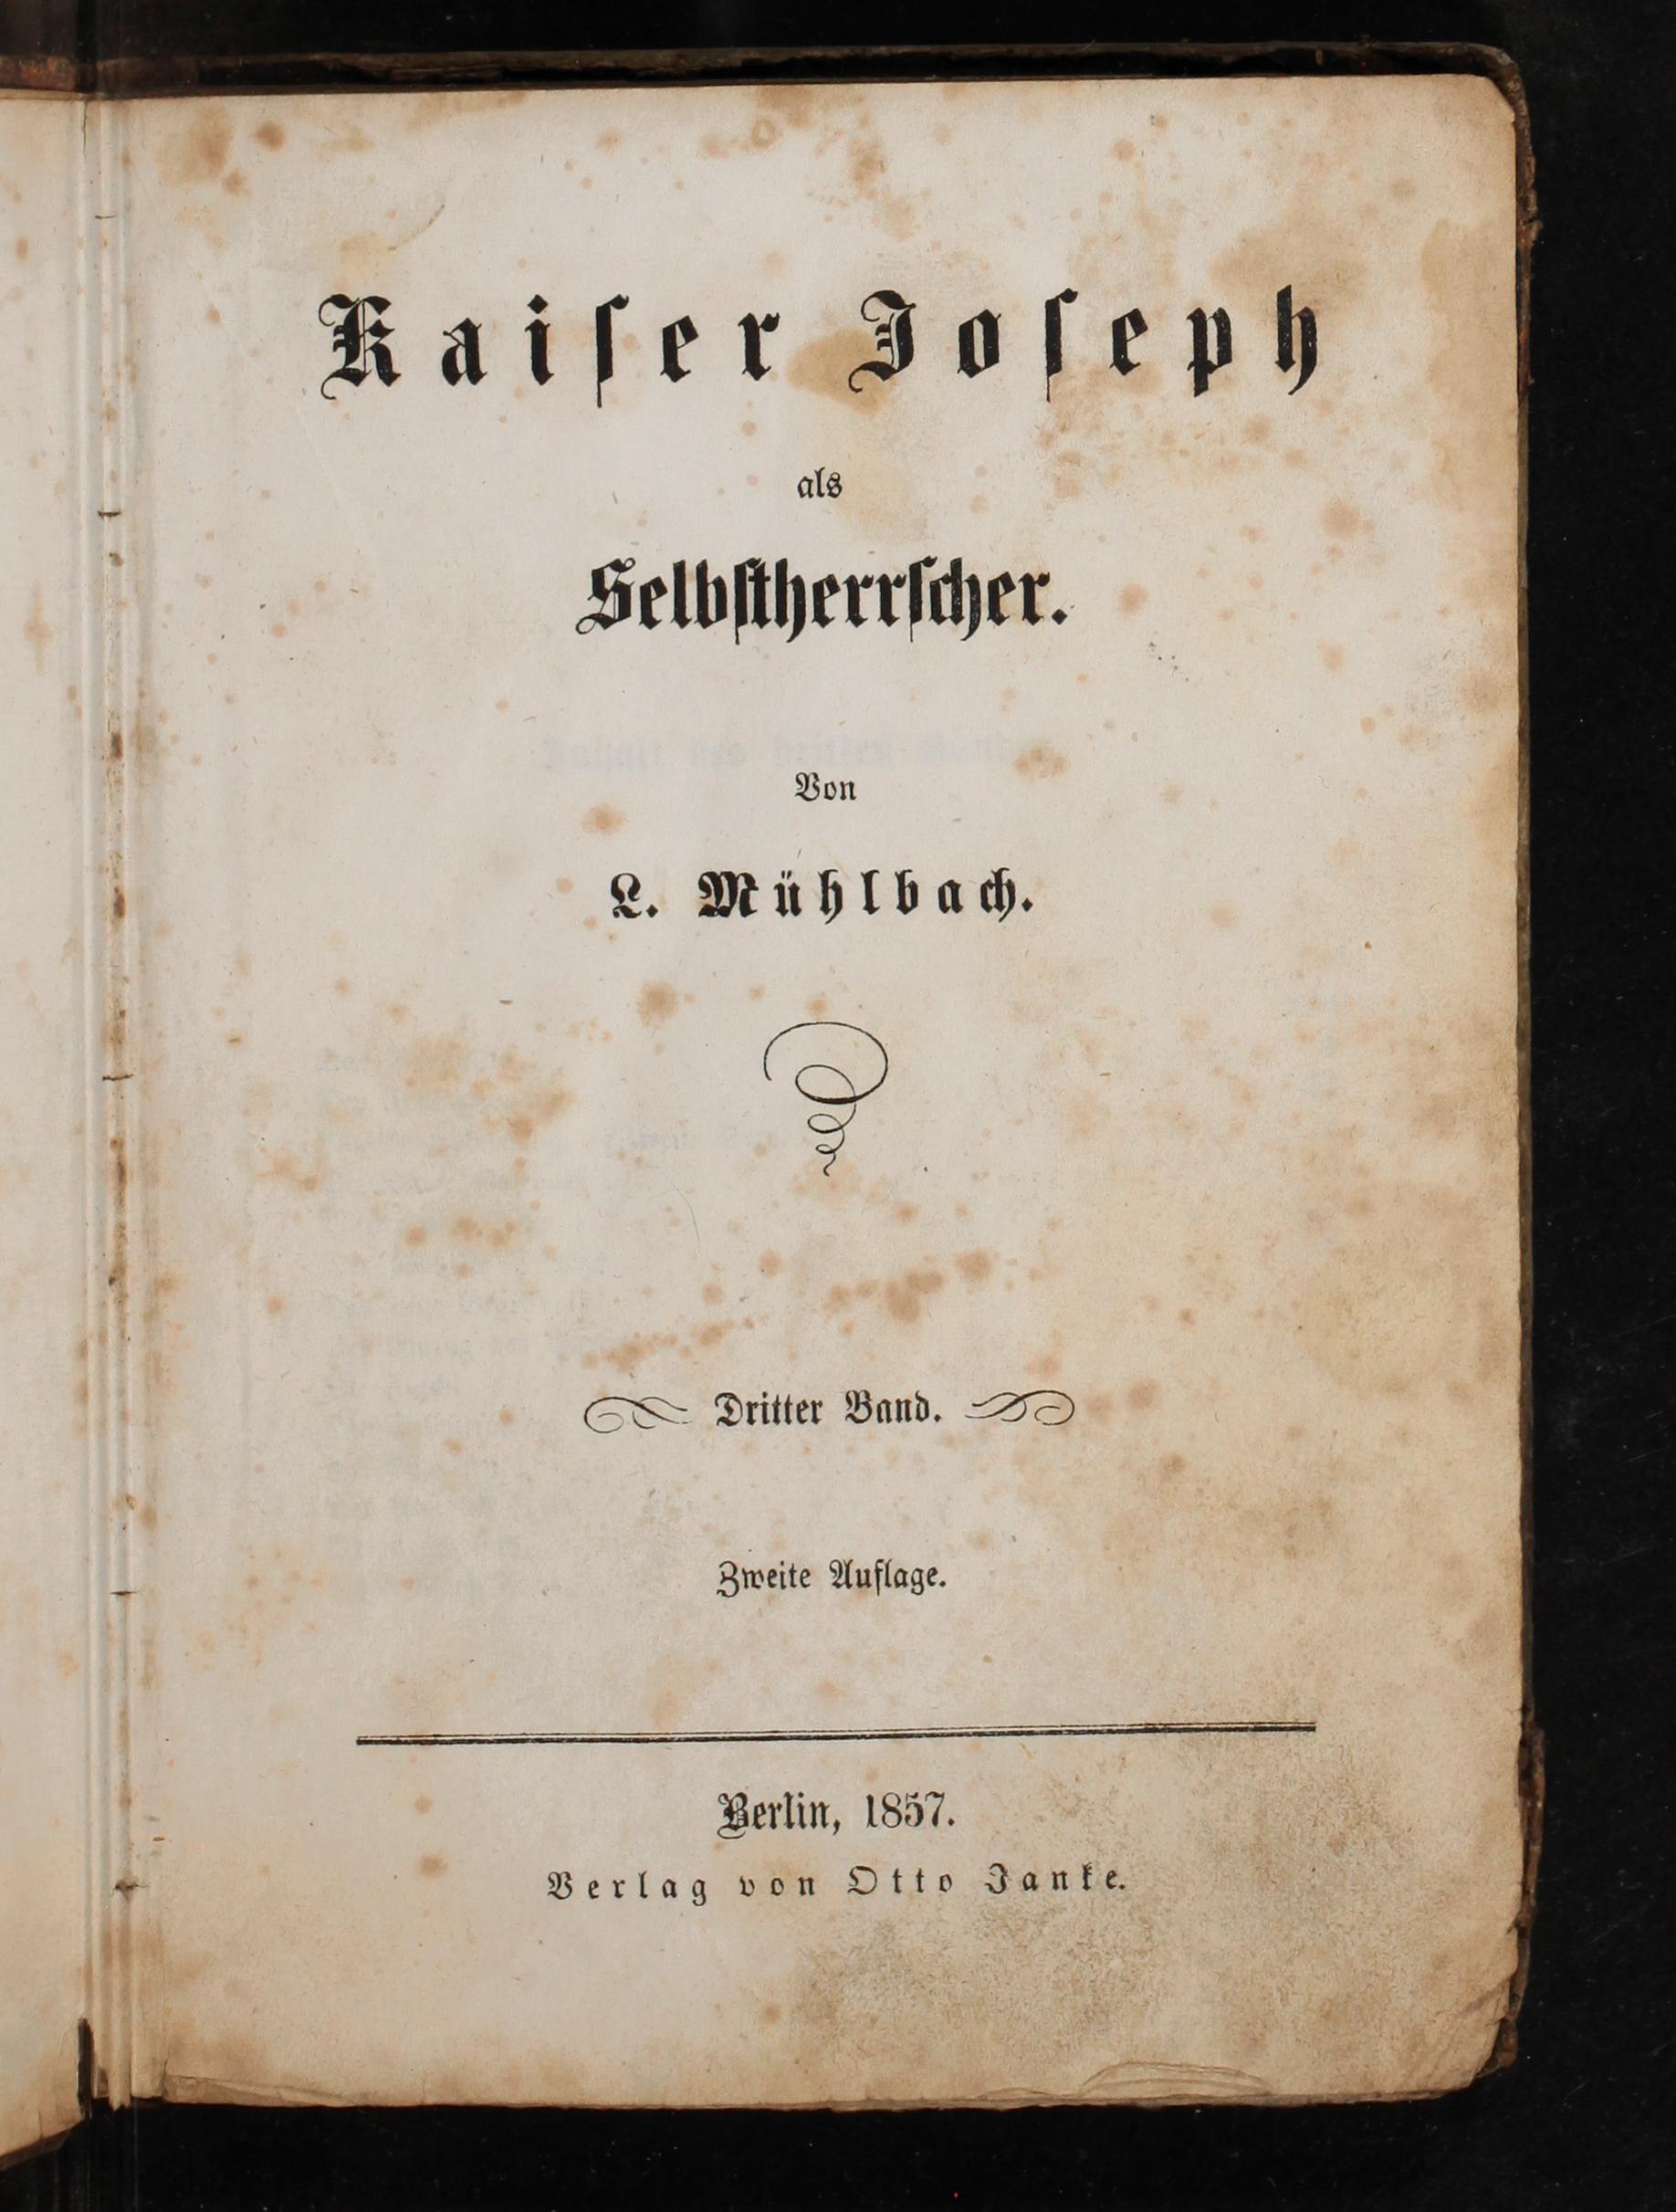 Kaiſer Joſeph
als
Selbſtherrſcher.
Von
L. Mühlbach.
Dritter Band.
Zweite Auflage.
Berlin, 1857.
Verlag von Otto Janke.